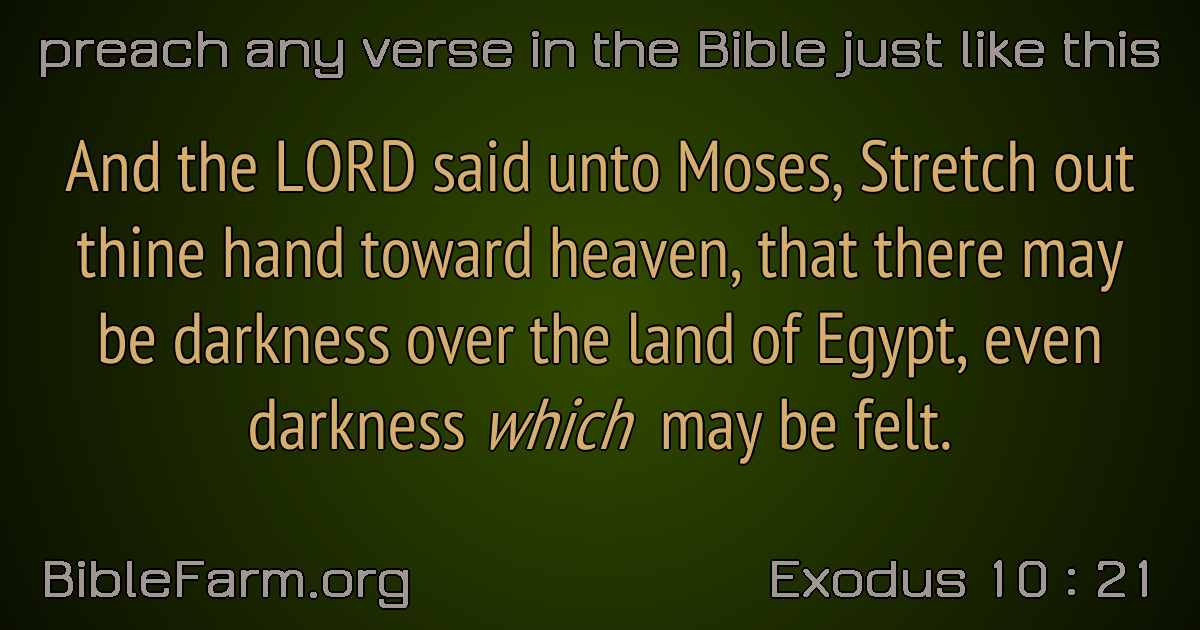 preach any verse in the Bible just like this
And the LORD said unto Moses, Stretch out
thine hand toward heaven, that there may
be darkness over the land of Egypt, even
darkness which may be felt.
BibleFarm.org
Exodus 10 : 21